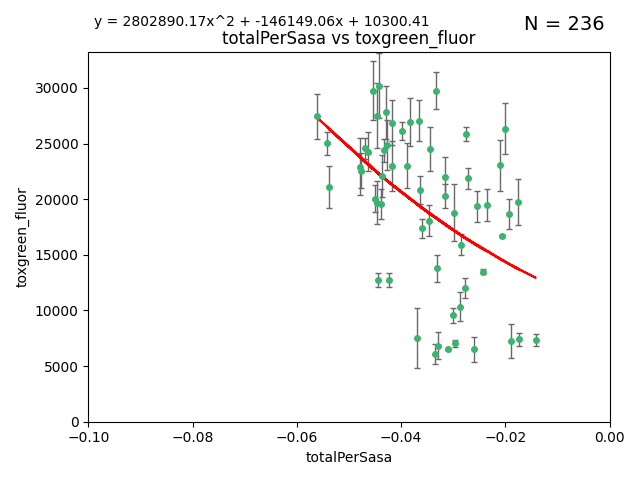 y = 2802890.17x^2 + -146149.06x + 10300.41
N = 236
totalPerSasa vs toxgreen_fluor
30000
25000
20000
15000
10000
5000
0
toxgreen_fluor
−0.10
−0.08
−0.06
−0.04
−0.02
0.00
totalPerSasa